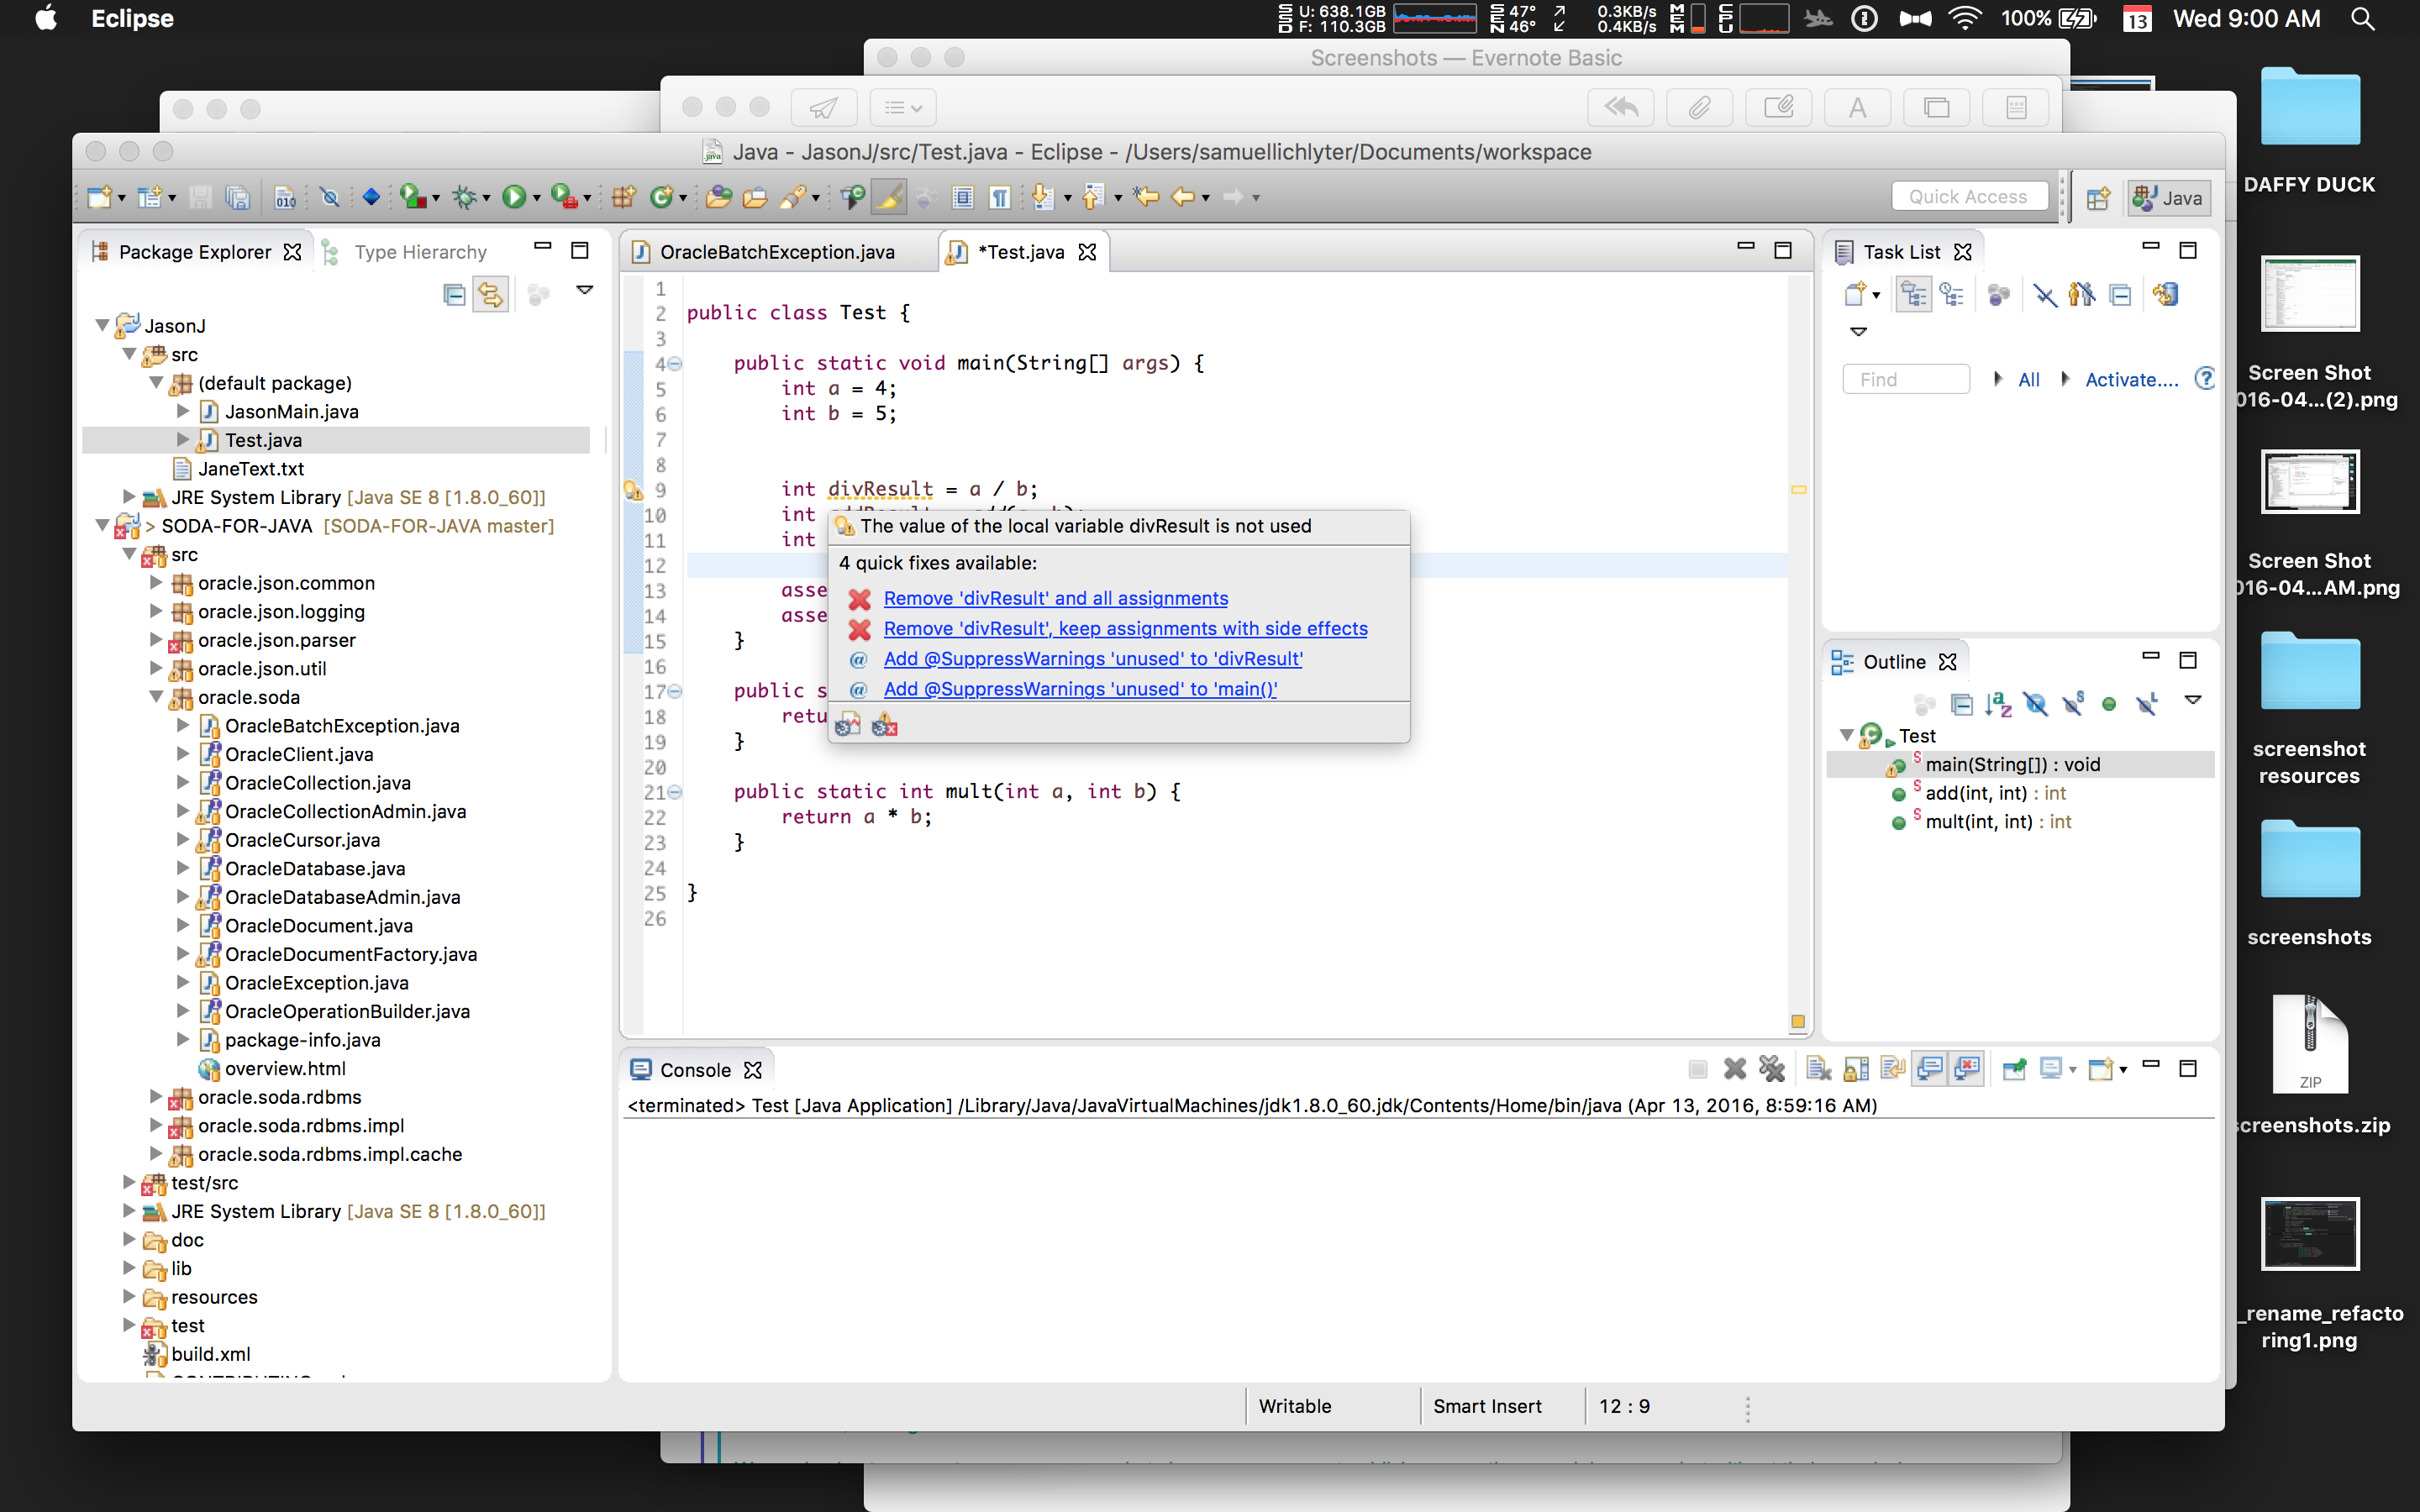 Eclipse
SSD U: 638.1GB F: 110.3GB SEN 47° 46° 0.3KB/s 0.4KB/s MEM CPU 100% 13 Wed 9:00 AM
Screenshots — Evernote Basic
Java - JasonJ/src/Test.java - Eclipse - /Users/samuellichlyter/Documents/workspace
Quick Access
Java
Package Explorer
Type Hierarchy
JasonJ
src
(default package)
JasonMain.java
Test.java
JaneText.txt
JRE System Library [Java SE 8 [1.8.0_60]]
> SODA-FOR-JAVA [SODA-FOR-JAVA master]
src
oracle.json.common
oracle.json.logging
oracle.json.parser
oracle.json.util
oracle.soda
OracleBatchException.java
OracleClient.java
OracleCollection.java
OracleCollectionAdmin.java
OracleCursor.java
OracleDatabase.java
OracleDatabaseAdmin.java
OracleDocument.java
OracleDocumentFactory.java
OracleException.java
OracleOperationBuilder.java
package-info.java
overview.html
oracle.soda.rdbms
oracle.soda.rdbms.impl
oracle.soda.rdbms.impl.cache
test/src
JRE System Library [Java SE 8 [1.8.0_60]]
doc
lib
resources
test
build.xml
OracleBatchException.java
*Test.java
1
2 public class Test {
3
4 public static void main(String[] args) {
5 int a = 4;
6 int b = 5;
7
8
9 int divResult = a / b;
10 int
11 int
12
13 asse
14 asse
15 }
16
17 public s
18 retu
19 }
20
21 public static int mult(int a, int b) {
22 return a * b;
23 }
24
25 }
26
The value of the local variable divResult is not used
4 quick fixes available:
Remove 'divResult' and all assignments
Remove 'divResult', keep assignments with side effects
@ Add @SuppressWarnings 'unused' to 'divResult'
@ Add @SuppressWarnings 'unused' to 'main()'
Task List
Find
All
Activate....
?
Outline
Test
main(String[]) : void
add(int, int) : int
mult(int, int) : int
Console
<terminated> Test [Java Application] /Library/Java/JavaVirtualMachines/jdk1.8.0_60.jdk/Contents/Home/bin/java (Apr 13, 2016, 8:59:16 AM)
Writable
Smart Insert
12 : 9
DAFFY DUCK
Screen Shot
016-04...(2).png
Screen Shot
016-04...AM.png
screenshot
resources
screenshots
ZIP
screenshots.zip
_rename_refacto
ring1.png